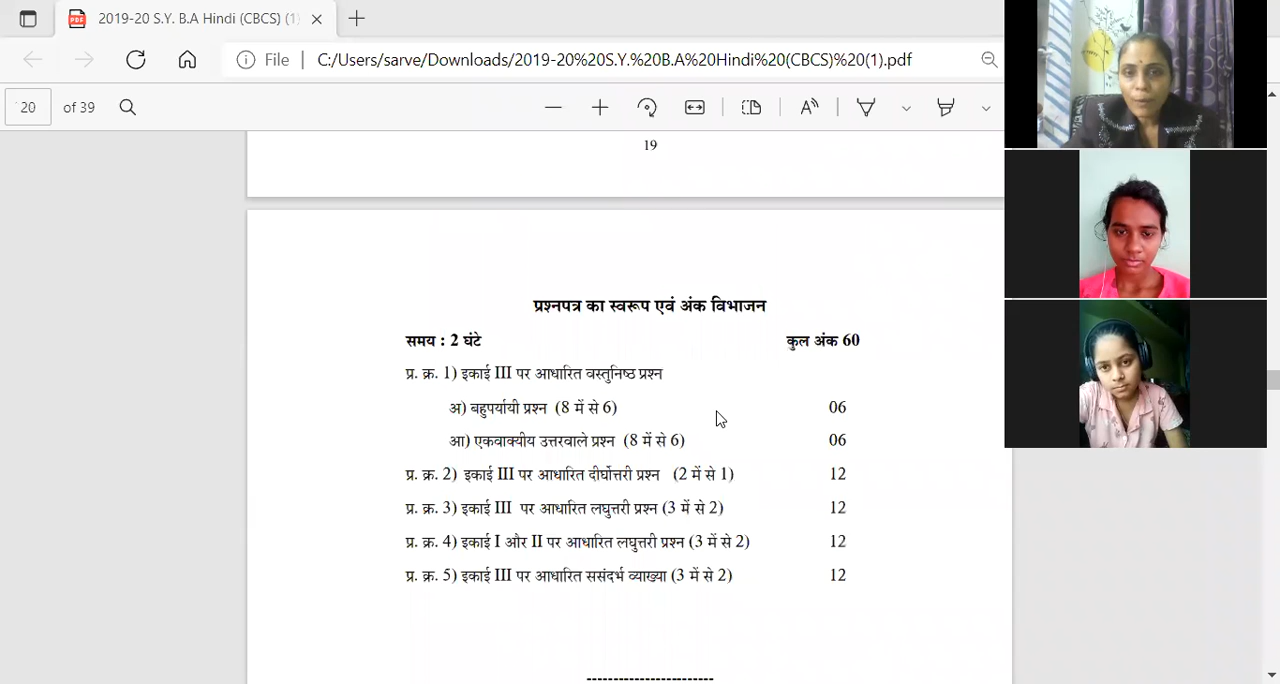 2019-20 S.Y. B.A Hindi (CBCS) (1)
File C:/Users/sarve/Downloads/2019-20%20S.Y.%20B.A%20Hindi%20(CBCS)%20(1).pdf
20 of 39
19
प्रश्नपत्र का स्वरूप एवं अंक विभाजन
समय : 2 घंटे कुल अंक 60
प्र. क्र. 1) इकाई III पर आधारित वस्तुनिष्ठ प्रश्न
अ) बहुपर्यायी प्रश्न (8 में से 6) 06
आ) एकवाक्यीय उत्तरवाले प्रश्न (8 में से 6) 06
प्र. क्र. 2) इकाई III पर आधारित दीर्घोत्तरी प्रश्न (2 में से 1) 12
प्र. क्र. 3) इकाई III पर आधारित लघुत्तरी प्रश्न (3 में से 2) 12
प्र. क्र. 4) इकाई I और II पर आधारित लघुत्तरी प्रश्न (3 में से 2) 12
प्र. क्र. 5) इकाई III पर आधारित ससंदर्भ व्याख्या (3 में से 2) 12
------------------------